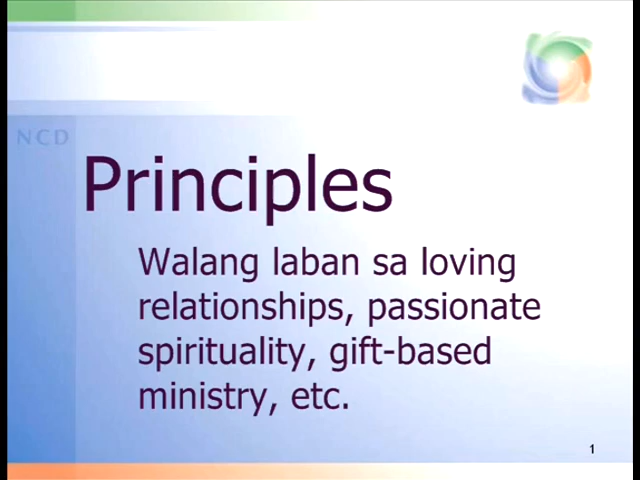 NCD
Principles
Walang laban sa loving
relationships, passionate
spirituality, gift-based
ministry, etc.
1